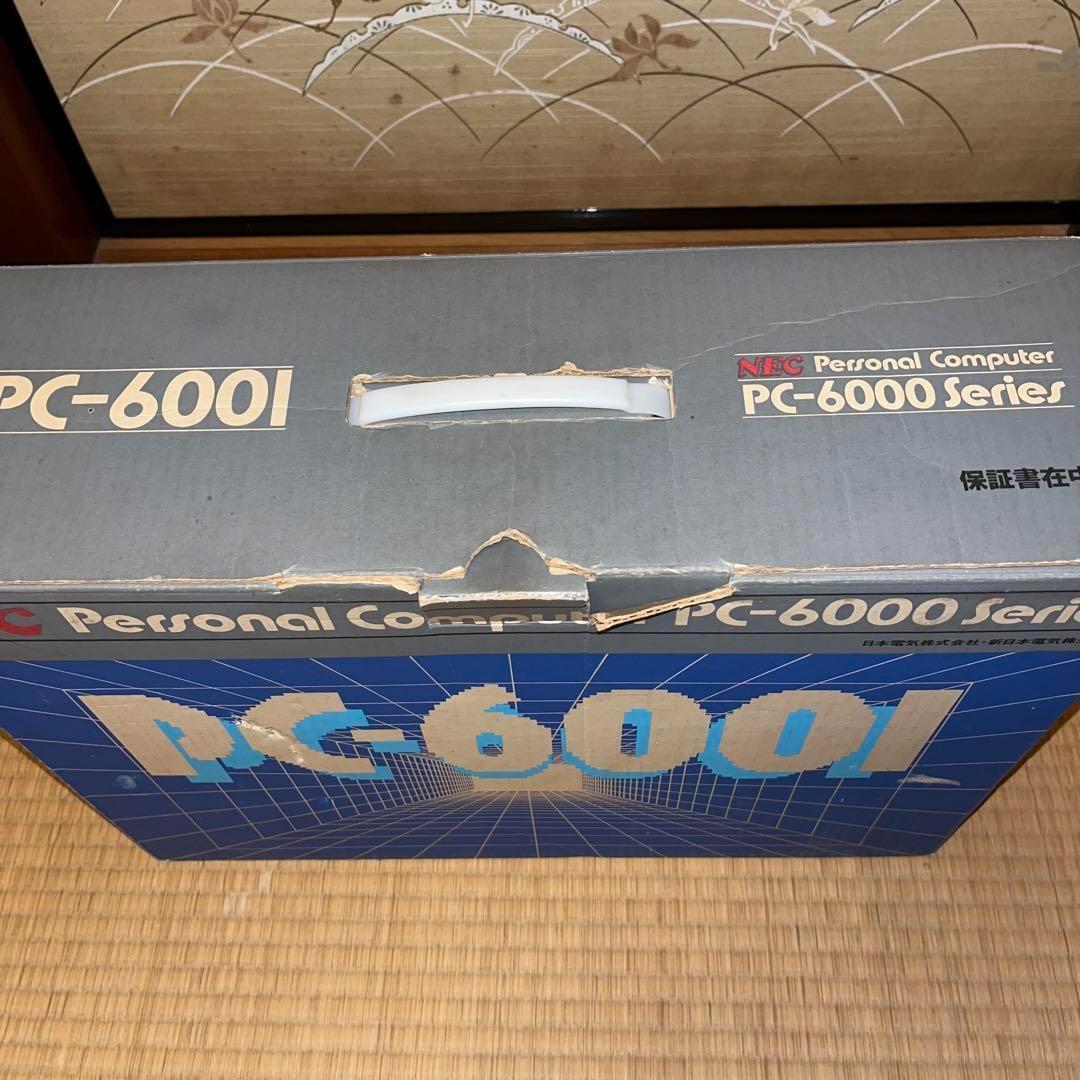 PC-6001
NEC Personal Computer
PC-6000 Series
保証書在中
C Personal Compute PC-6000 Serie
日本電気株式会社・新日本電気株
PC-6001